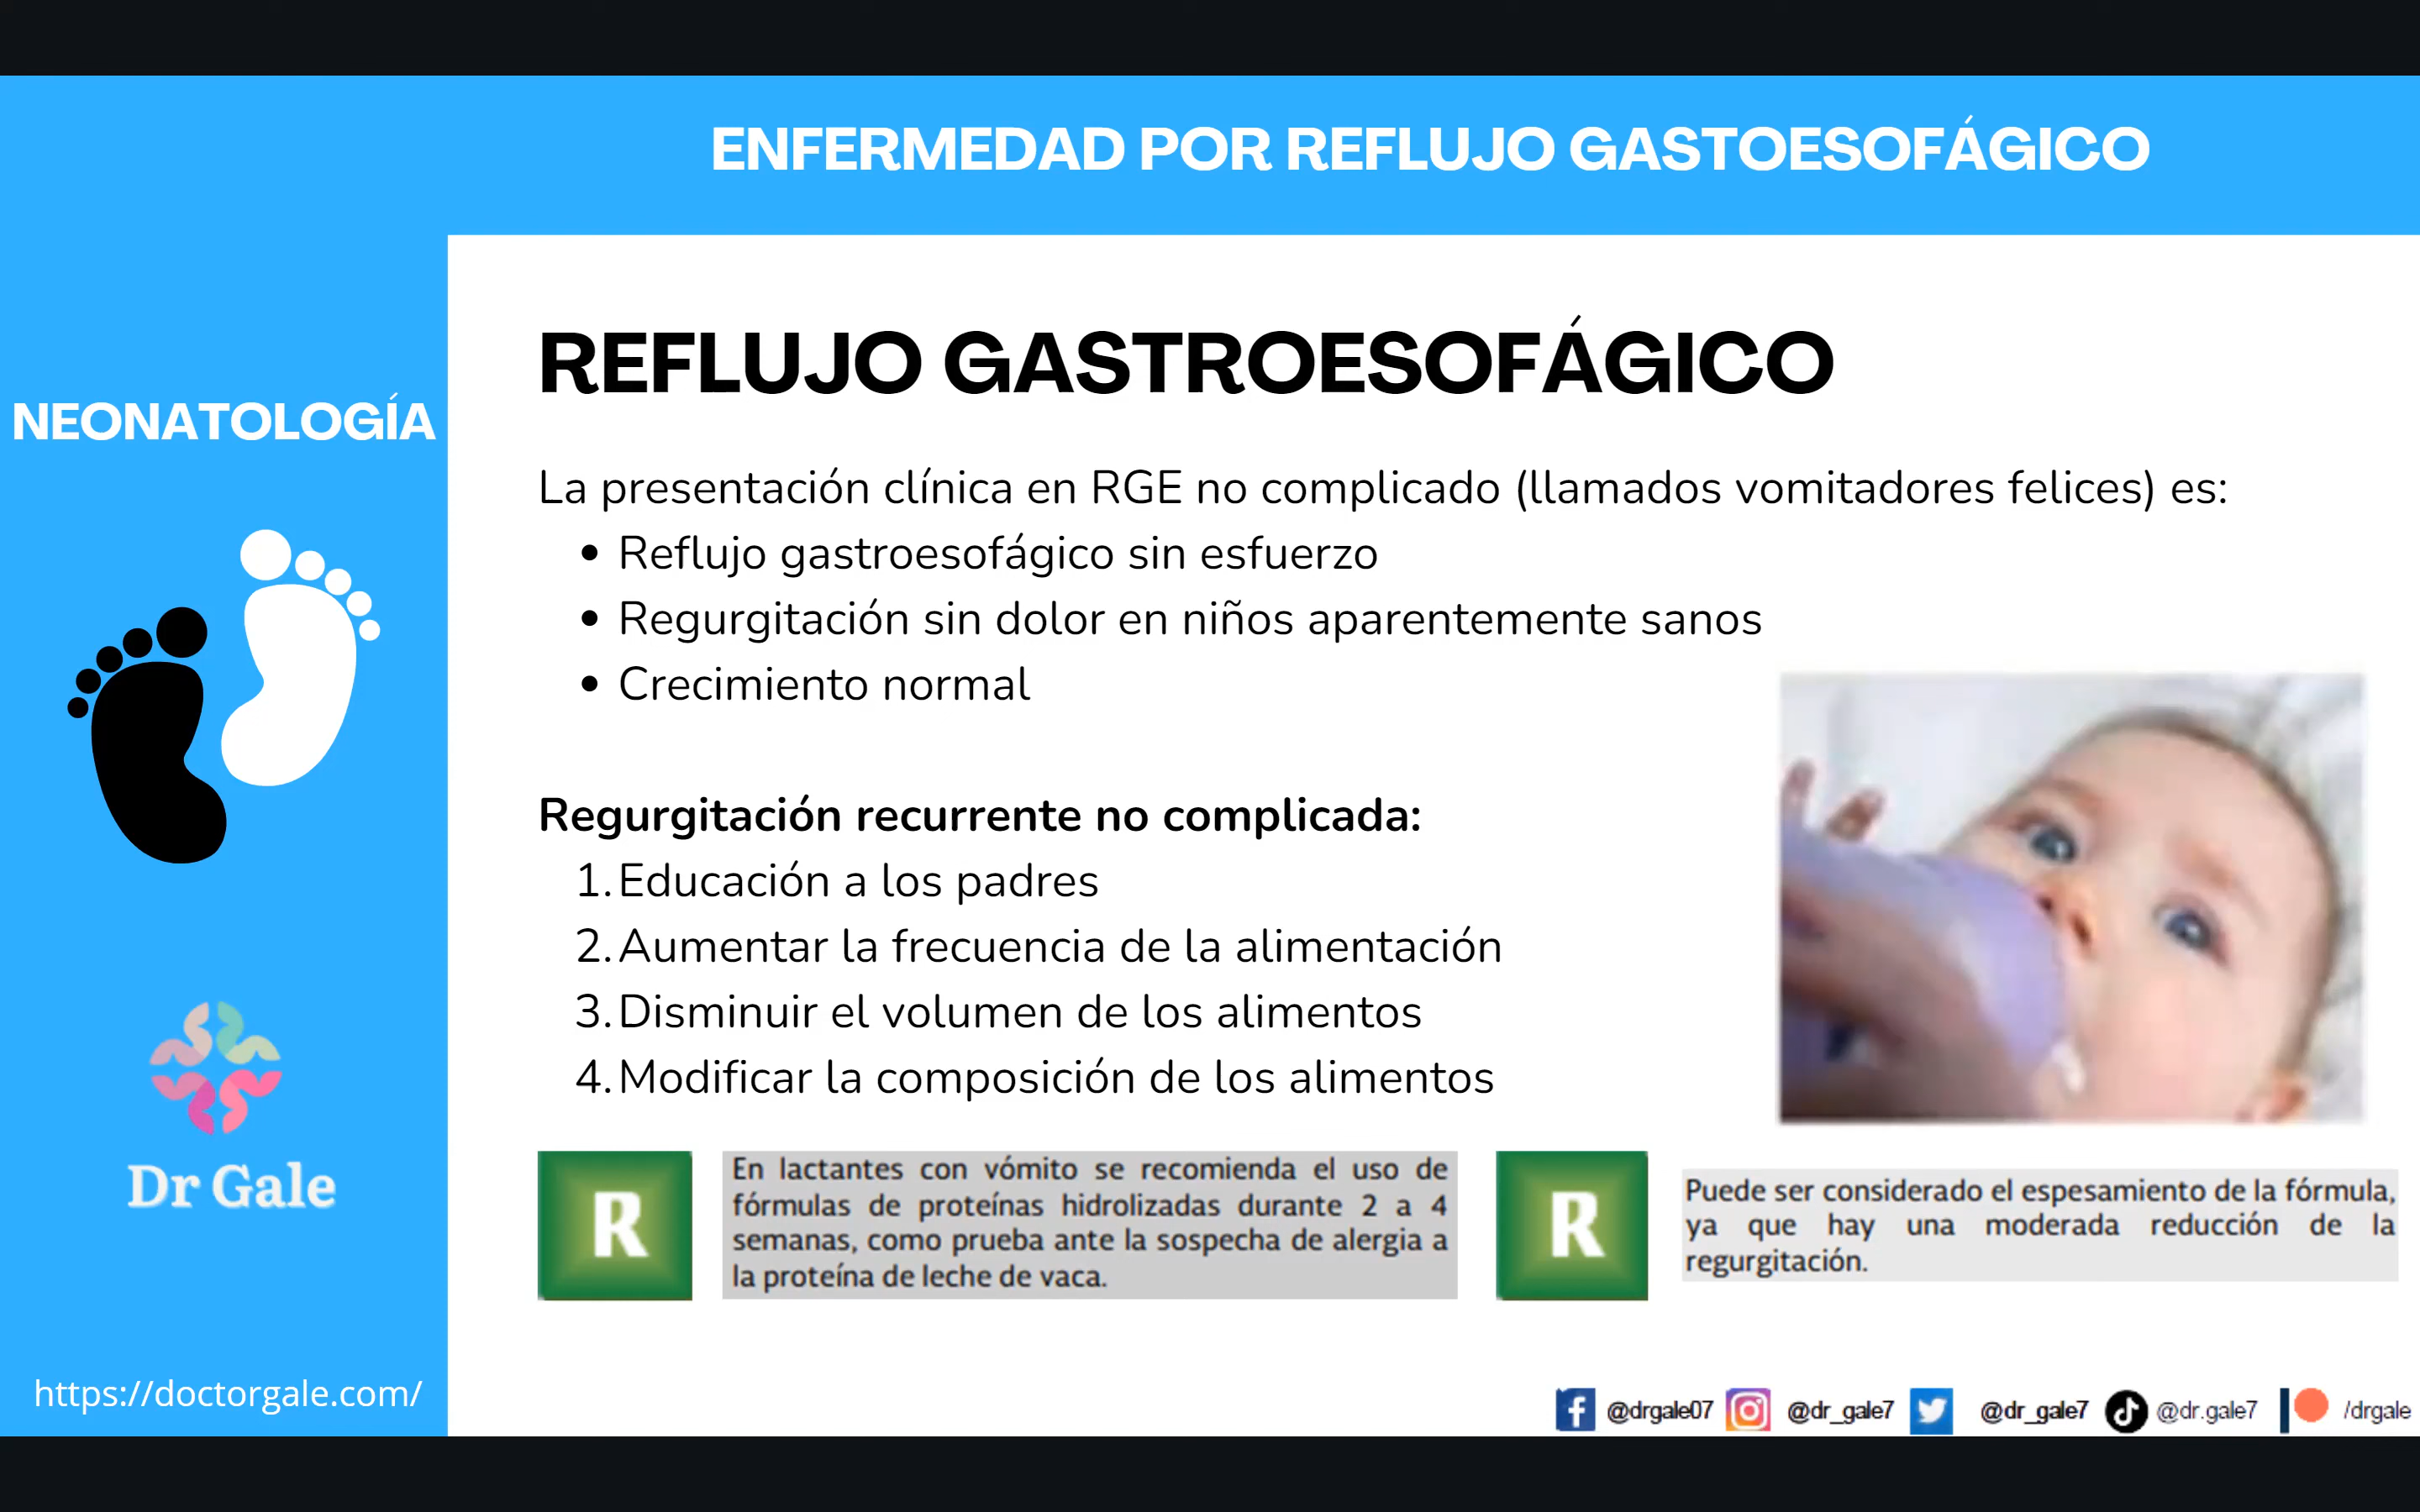 ENFERMEDAD POR REFLUJO GASTOESOFÁGICO
NEONATOLOGÍA
REFLUJO GASTROESOFÁGICO
La presentación clínica en RGE no complicado (llamados vomitadores felices) es:
• Reflujo gastroesofágico sin esfuerzo
• Regurgitación sin dolor en niños aparentemente sanos
• Crecimiento normal
Regurgitación recurrente no complicada:
1. Educación a los padres
2. Aumentar la frecuencia de la alimentación
3. Disminuir el volumen de los alimentos
4. Modificar la composición de los alimentos
R
En lactantes con vómito se recomienda el uso de
fórmulas de proteínas hidrolizadas durante 2 a 4
semanas, como prueba ante la sospecha de alergia a
la proteína de leche de vaca.
R
Puede ser considerado el espesamiento de la fórmula,
ya que hay una moderada reducción de la
regurgitación.
Dr Gale
https://doctorgale.com/
@drgale07 @dr_gale7 @dr_gale7 @dr.gale7 /drgale